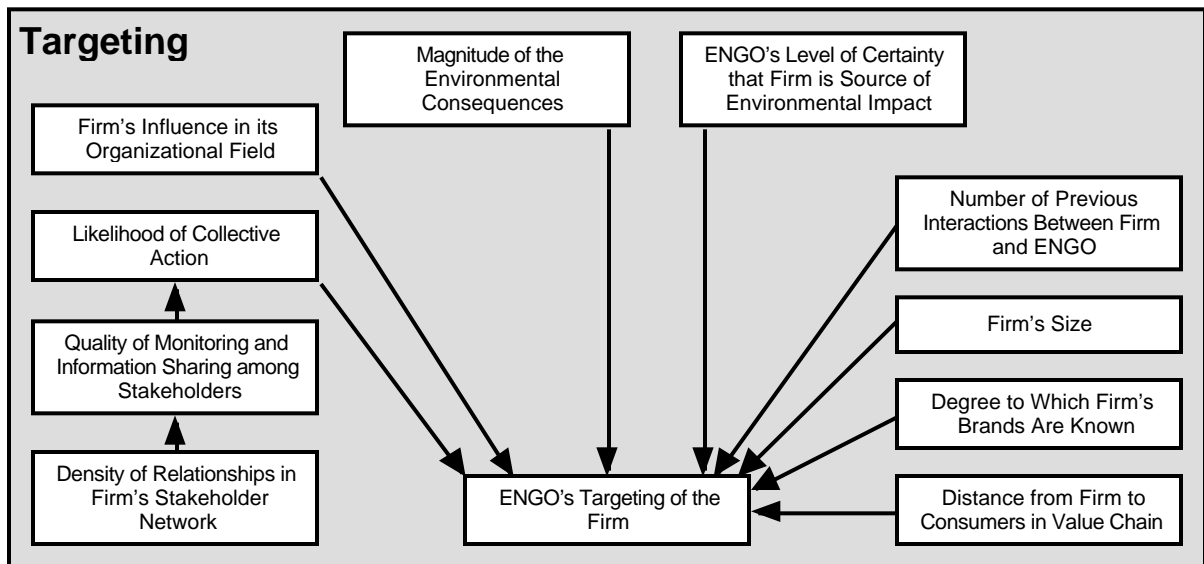 Targeting
Magnitude of the
Environmental
Consequences
ENGO's Level of Certainty
that Firm is Source of
Environmental Impact
Firm's Influence in its
Organizational Field
Likelihood of Collective
Action
Quality of Monitoring and
Information Sharing among
Stakeholders
Density of Relationships in
Firm's Stakeholder
Network
ENGO's Targeting of the
Firm
Number of Previous
Interactions Between Firm
and ENGO
Firm's Size
Degree to Which Firm's
Brands Are Known
Distance from Firm to
Consumers in Value Chain